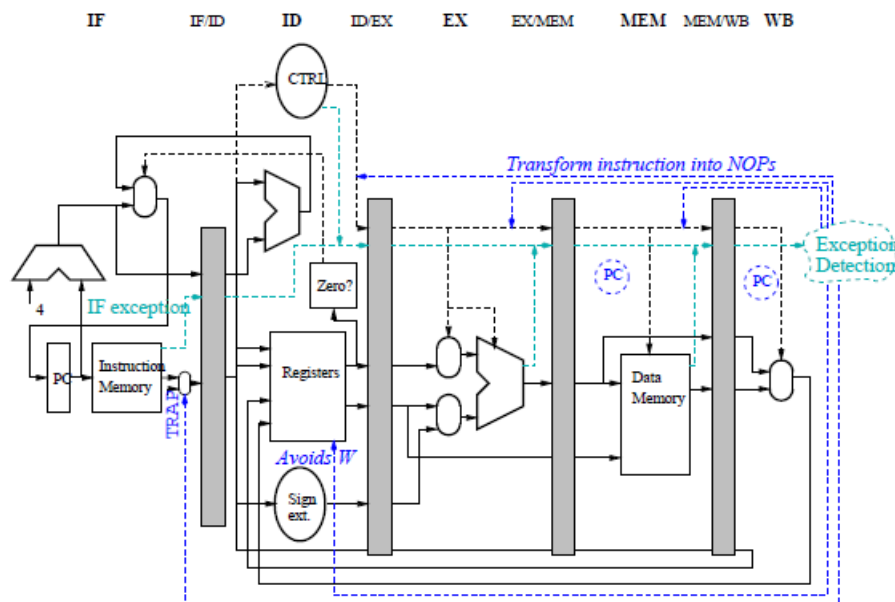 IF IF/ID ID ID/EX EX EX/MEM MEM MEM/WB WB
CTRL
Transform instruction into NOPs
Exception
Detection
PC
PC
Zero?
4
IF exception
PC
Instruction
Memory
Registers
Data
Memory
TRAP
Avoids W
Sign
ext.